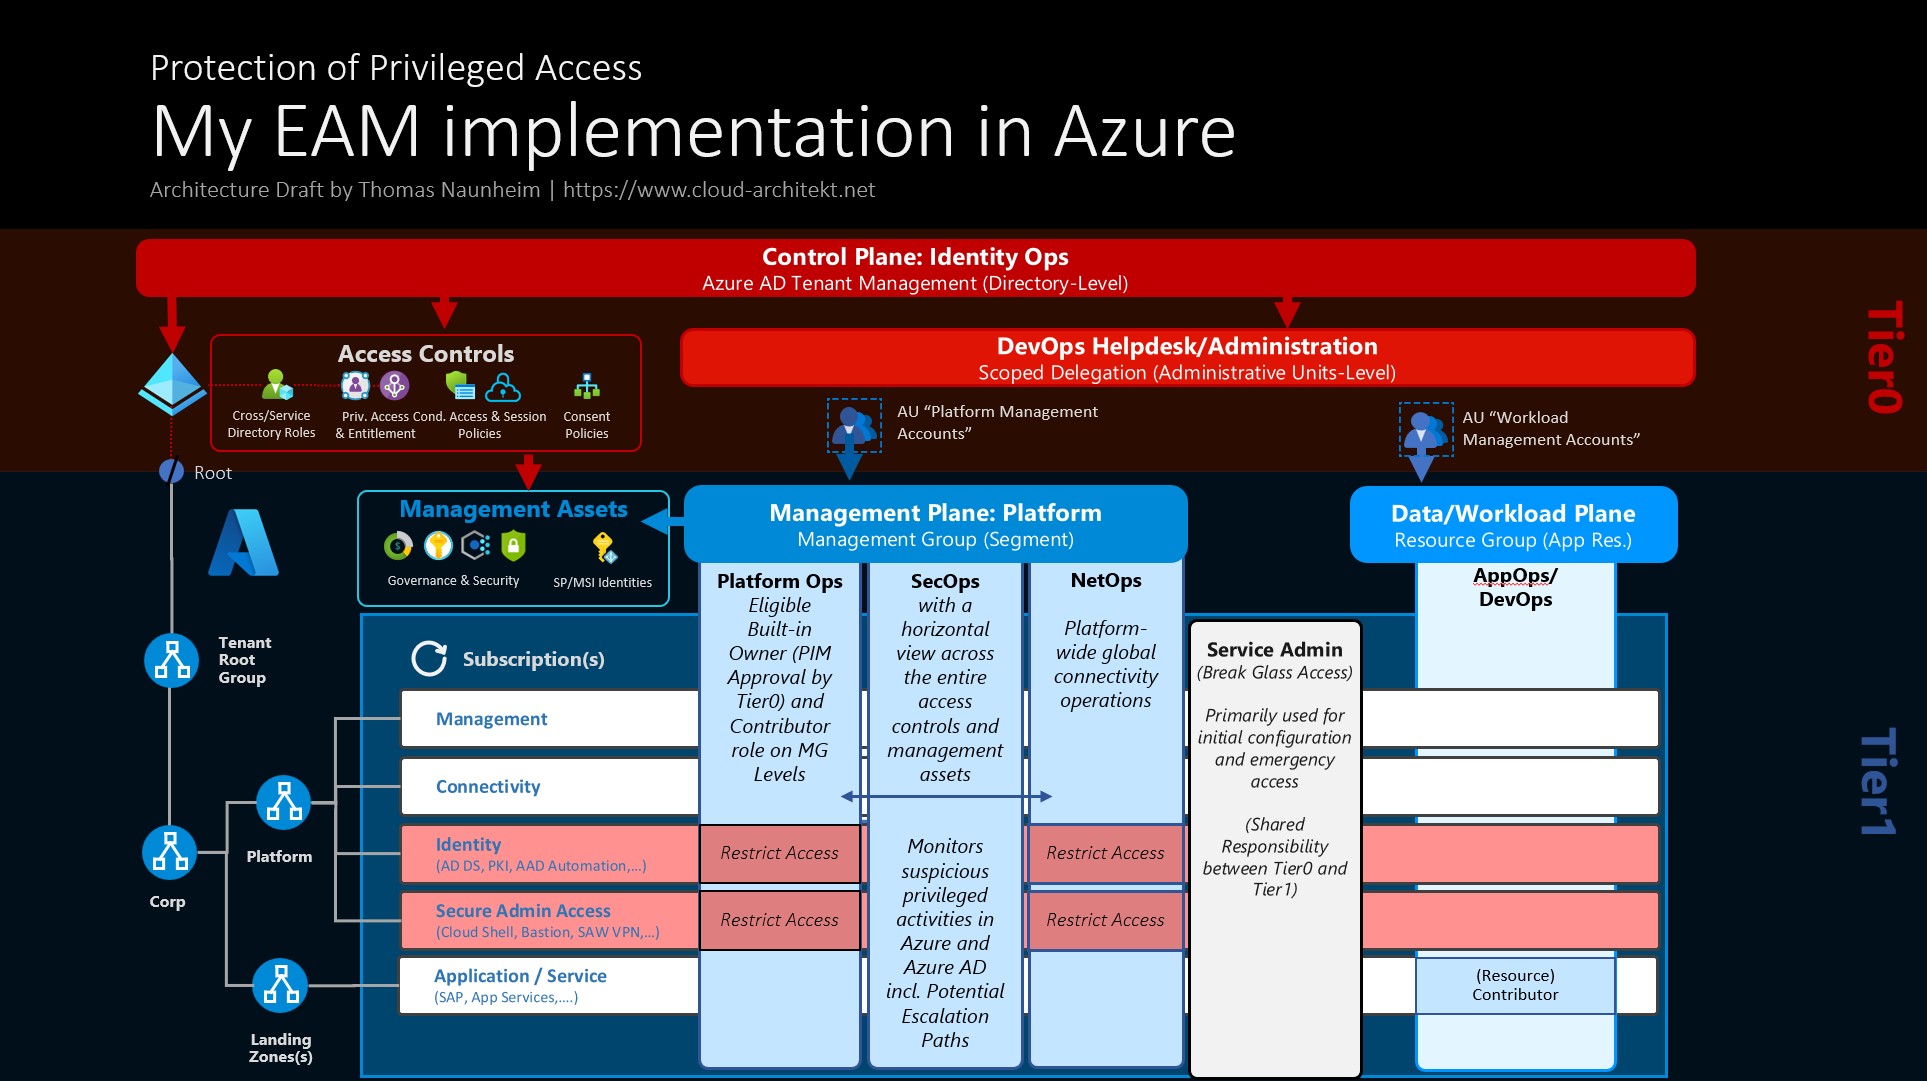 Protection of Privileged Access
My EAM implementation in Azure
Architecture Draft by Thomas Naunheim | https://www.cloud-architekt.net
Control Plane: Identity Ops
Azure AD Tenant Management (Directory-Level)
Tier0
Access Controls
Cross/Service
Directory Roles
Priv. Access
& Entitlement
Cond. Access & Session
Policies
Consent
Policies
DevOps Helpdesk/Administration
Scoped Delegation (Administrative Units-Level)
AU “Platform Management
Accounts”
AU “Workload
Management Accounts”
Root
Management Assets
Governance & Security
SP/MSI Identities
Management Plane: Platform
Management Group (Segment)
Data/Workload Plane
Resource Group (App Res.)
Tier1
Tenant
Root
Group
Platform
Corp
Landing
Zones(s)
Subscription(s)
Management
Connectivity
Identity
(AD DS, PKI, AAD Automation,...)
Secure Admin Access
(Cloud Shell, Bastion, SAW VPN,...)
Application / Service
(SAP, App Services,....)
Platform Ops
Eligible
Built-in
Owner (PIM
Approval by
Tier0) and
Contributor
role on MG
Levels
Restrict Access
Restrict Access
SecOps
with a
horizontal
view across
the entire
access
controls and
management
assets
Monitors
suspicious
privileged
activities in
Azure and
Azure AD
incl. Potential
Escalation
Paths
NetOps
Platform-
wide global
connectivity
operations
Restrict Access
Restrict Access
Service Admin
(Break Glass Access)
Primarily used for
initial configuration
and emergency
access
(Shared
Responsibility
between Tier0 and
Tier1)
AppOps/
DevOps
(Resource)
Contributor